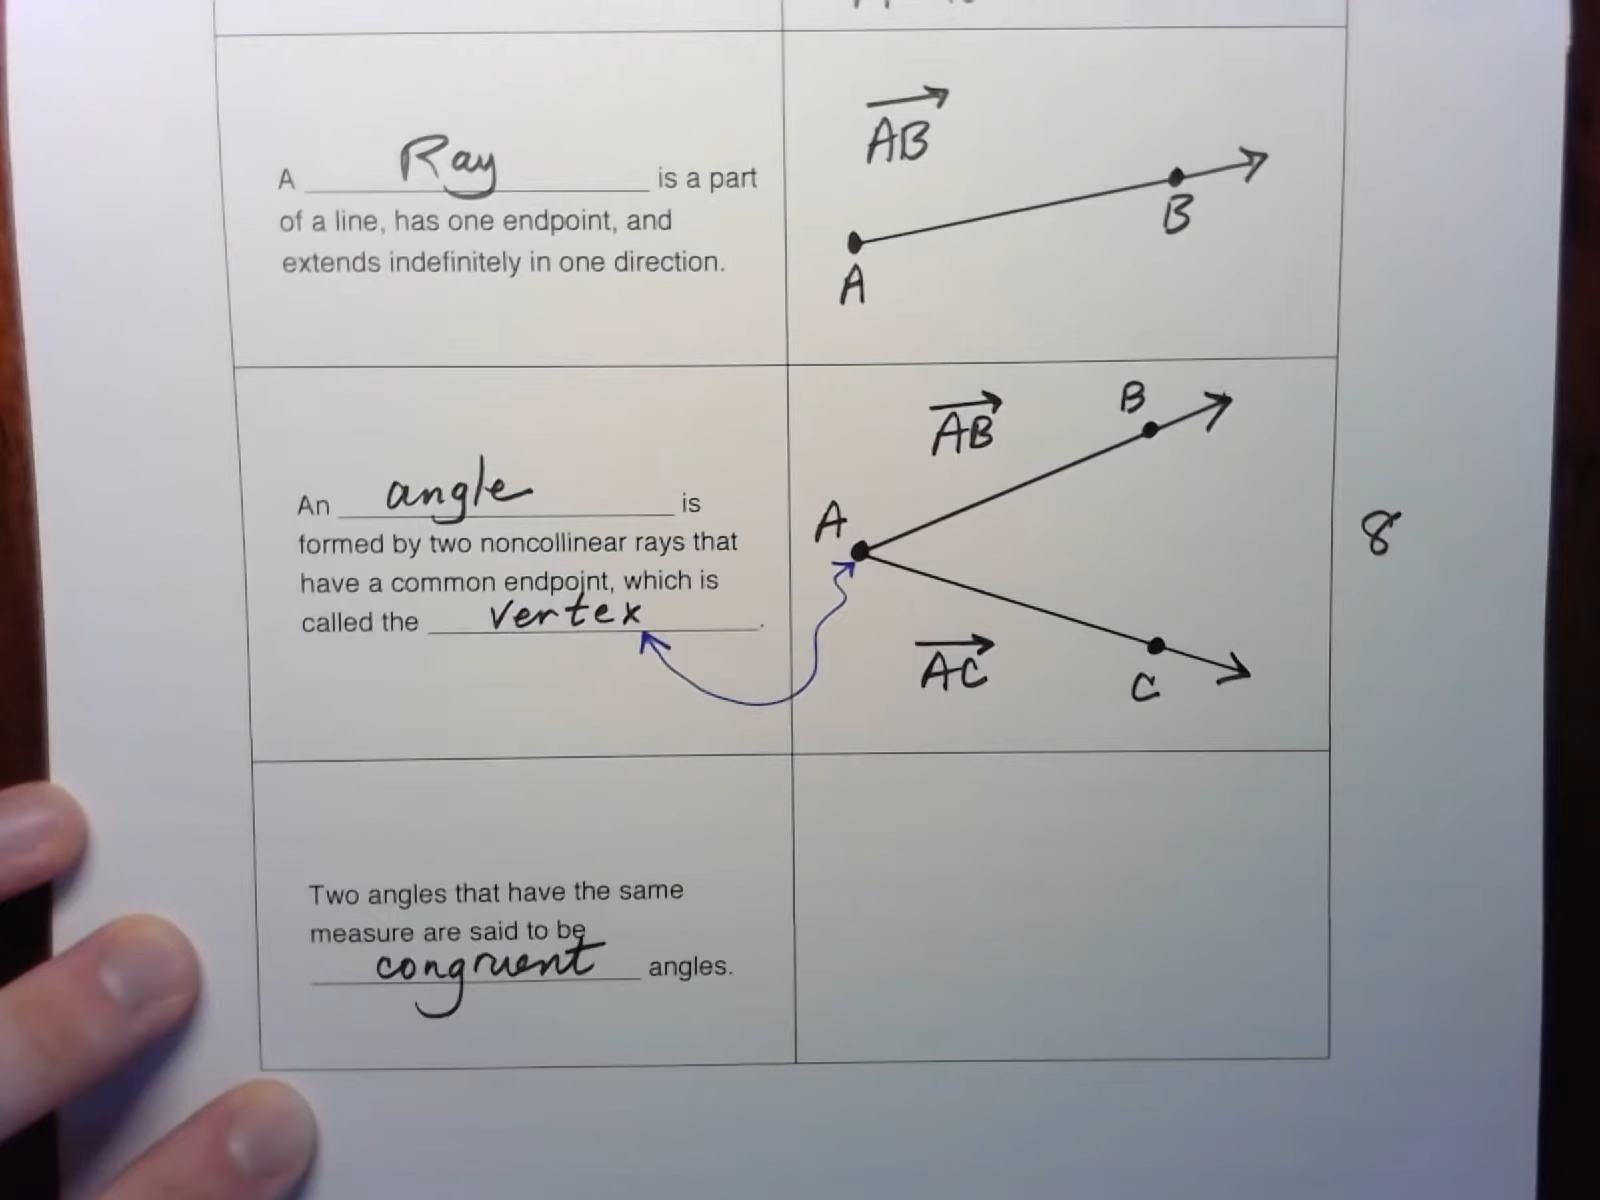 A Ray is a part
of a line, has one endpoint, and
extends indefinitely in one direction.
AB
A
B
An angle is
formed by two noncollinear rays that
have a common endpoint, which is
called the vertex.
AB
B
A
AC
C
8
Two angles that have the same
measure are said to be
congruent angles.